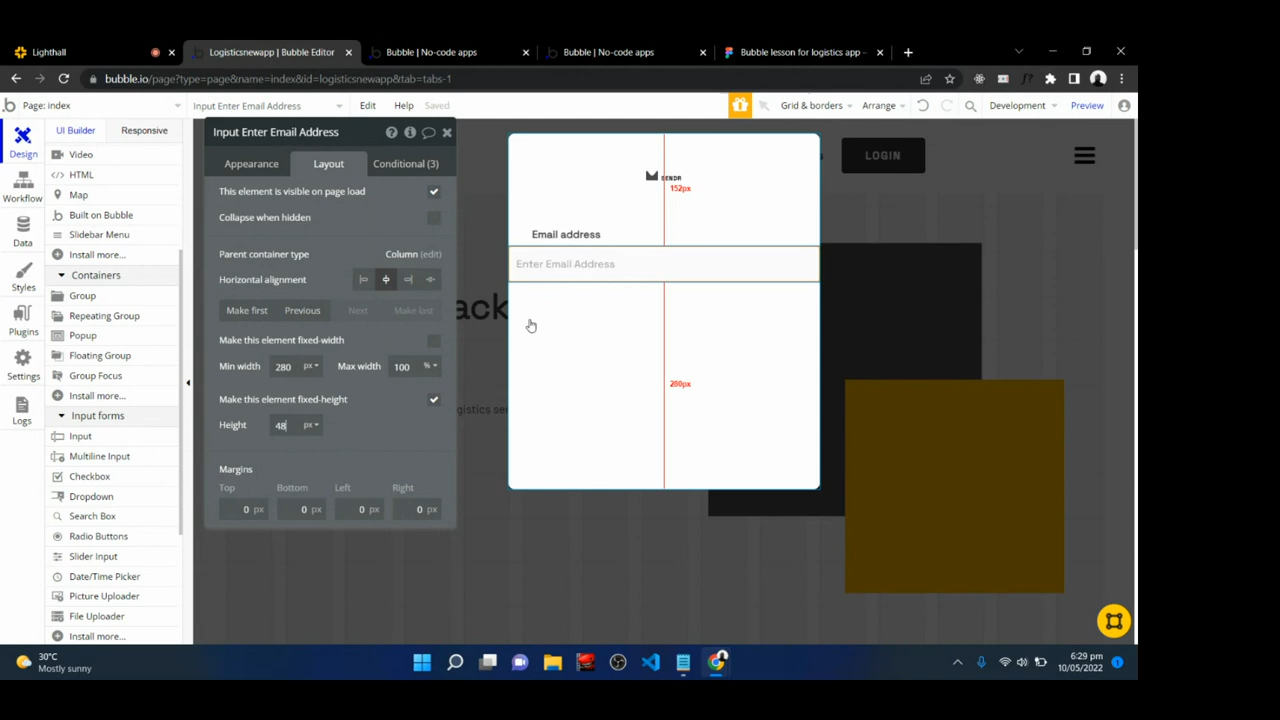 Lighthall
Logisticsnewapp | Bubble Editor
Bubble | No-code apps
Bubble | No-code apps
Bubble lesson for logistics app –
bubble.io/page?type=page&name=index&id=logisticsnewapp&tab=tabs-1
Page: index
Input Enter Email Address
Edit
Help
Saved
Grid & borders
Arrange
Development
Preview
Design
Workflow
Data
Styles
Plugins
Settings
Logs
UI Builder
Responsive
Video
</> HTML
Map
Built on Bubble
Slidebar Menu
Install more...
Containers
Group
Repeating Group
Popup
Floating Group
Group Focus
Install more...
Input forms
Input
Multiline Input
Checkbox
Dropdown
Search Box
Radio Buttons
Slider Input
Date/Time Picker
Picture Uploader
File Uploader
Install more...
Input Enter Email Address
Appearance
Layout
Conditional (3)
This element is visible on page load
Collapse when hidden
Parent container type
Column (edit)
Horizontal alignment
Make first
Previous
Next
Make last
Make this element fixed-width
Min width
280 px
Max width
100 %
Make this element fixed-height
Height
48 px
Margins
Top
Bottom
Left
Right
0 px
0 px
0 px
0 px
SENDR
152px
Email address
Enter Email Address
260px
LOGIN
ack
gistics se
30°C
Mostly sunny
6:29 pm
10/05/2022
1